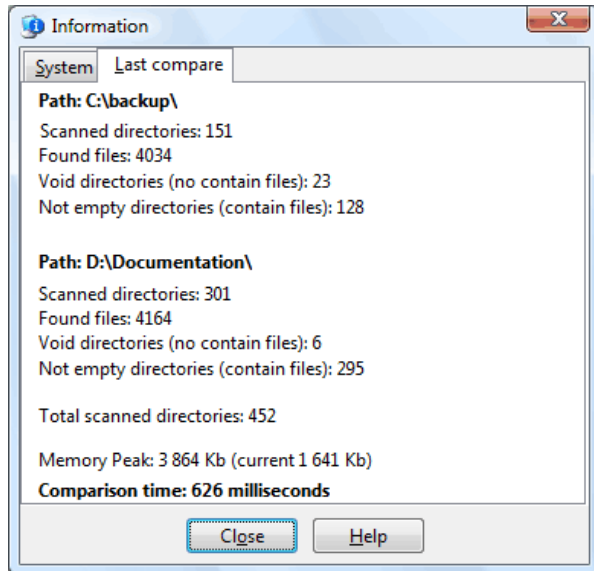 Information
System
Last compare
Path: C:\backup\
Scanned directories: 151
Found files: 4034
Void directories (no contain files): 23
Not empty directories (contain files): 128
Path: D:\Documentation\
Scanned directories: 301
Found files: 4164
Void directories (no contain files): 6
Not empty directories (contain files): 295
Total scanned directories: 452
Memory Peak: 3 864 Kb (current 1 641 Kb)
Comparison time: 626 milliseconds
Close
Help